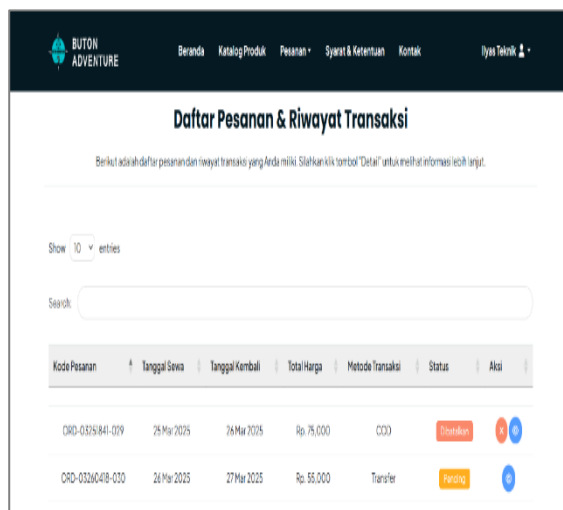 BUTON
ADVENTURE
Beranda Katalog Produk Pesanan Syarat & Ketentuan Kontak Ilyas Teknik
Daftar Pesanan & Riwayat Transaksi
Berikut adalah daftar pesanan dan riwayat transaksi yang Anda miliki. Silahkan klik tombol "Detail" untuk melihat informasi lebih lanjut.
Show 10 entries
Search:
Kode Pesanan Tanggal Sewa Tanggal Kembali Total Harga Metode Transaksi Status Aksi
ORD-03251841-029 25 Mar 2025 26 Mar 2025 Rp. 75,000 COD Dibatalkan
ORD-03260418-030 26 Mar 2025 27 Mar 2025 Rp. 55,000 Transfer Pending